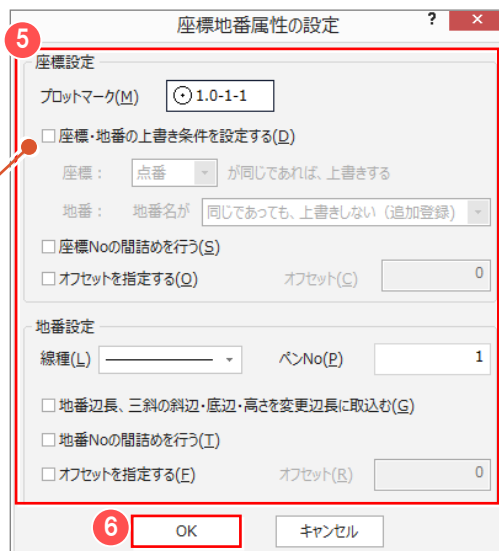 座標地番属性の設定 ? ×
5
座標設定
プロットマーク(M) 1.0-1-1
座標・地番の上書き条件を設定する(D)
座標： 点番 が同じであれば、上書きする
地番： 地番名が 同じであっても、上書きしない（追加登録）
座標Noの間詰めを行う(S)
オフセットを指定する(O) オフセット(C) 0
地番設定
線種(L) ペンNo(P) 1
地番辺長、三斜の斜辺・底辺・高さを変更辺長に取込む(G)
地番Noの間詰めを行う(T)
オフセットを指定する(F) オフセット(R) 0
6 OK キャンセル